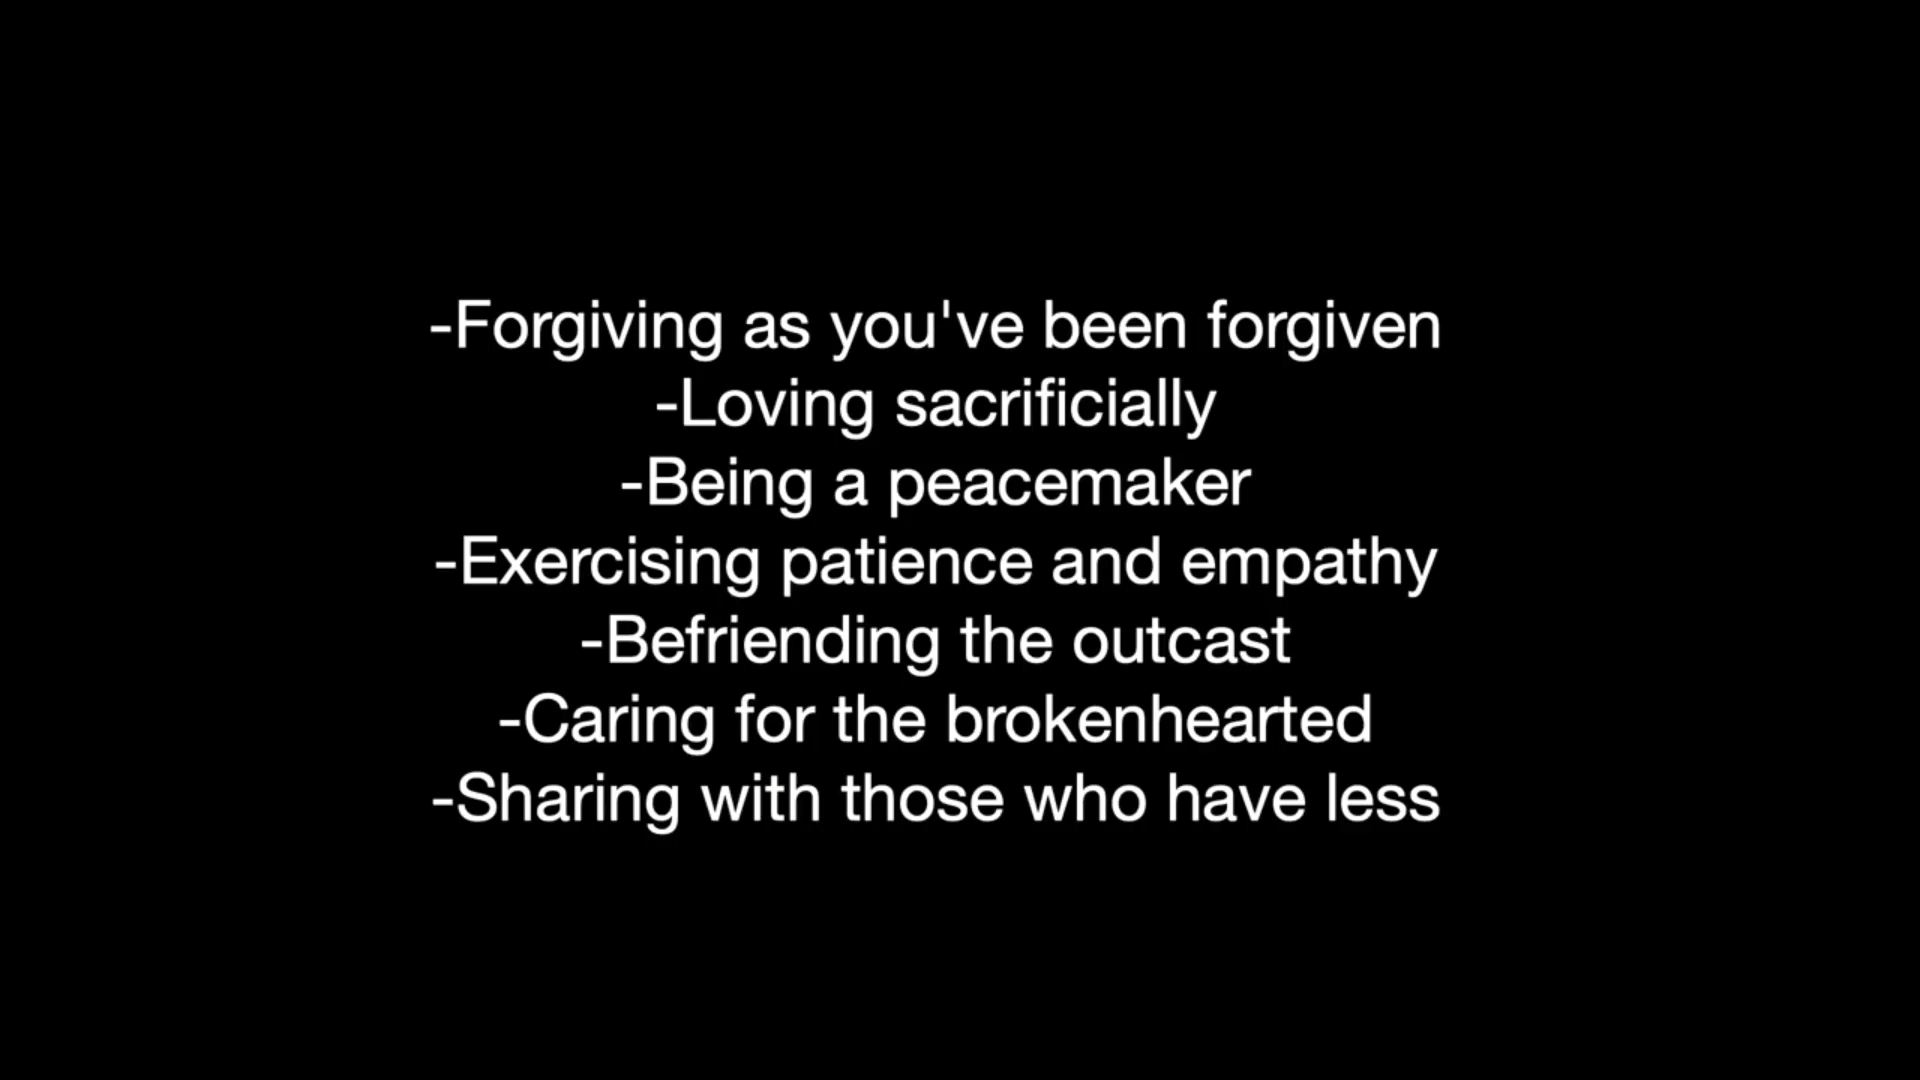 -Forgiving as you've been forgiven
-Loving sacrificially
-Being a peacemaker
-Exercising patience and empathy
-Befriending the outcast
-Caring for the brokenhearted
-Sharing with those who have less